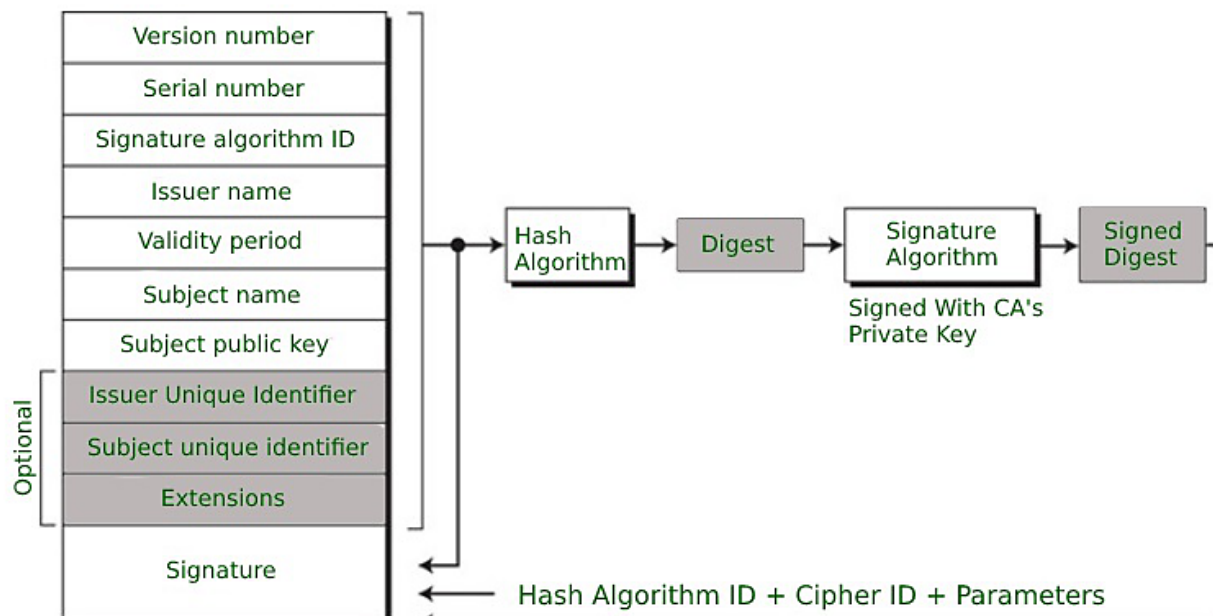 Version number
Serial number
Signature algorithm ID
Issuer name
Validity period
Subject name
Subject public key
Optional
Issuer Unique Identifier
Subject unique identifier
Extensions
Signature
Hash
Algorithm
Digest
Signature
Algorithm
Signed With CA's
Private Key
Signed
Digest
Hash Algorithm ID + Cipher ID + Parameters